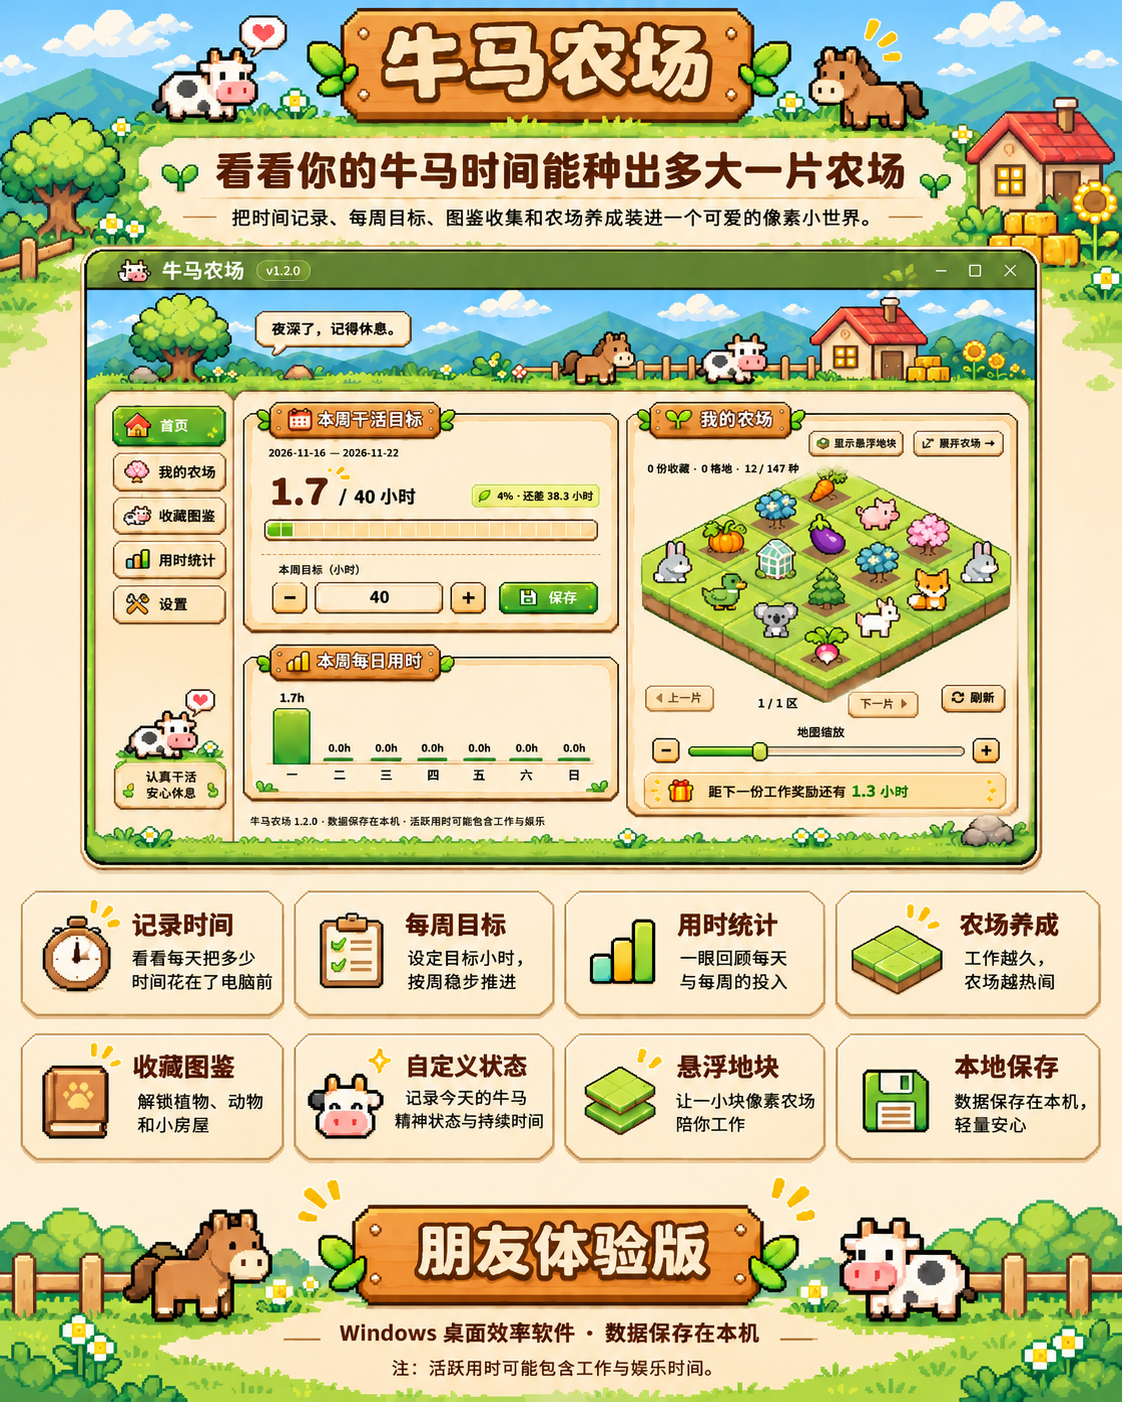 牛马农场
看看你的牛马时间能种出多大一片农场
把时间记录、每周目标、图鉴收集和农场养成装进一个可爱的像素小世界。
牛马农场 v1.2.0
夜深了，记得休息。
首页
我的农场
收藏图鉴
用时统计
设置
认真干活
安心休息
本周干活目标
2026-11-16 — 2026-11-22
1.7 / 40 小时
4% · 还差 38.3 小时
本周目标（小时）
− 40 +
保存
本周每日用时
1.7h 0.0h 0.0h 0.0h 0.0h 0.0h 0.0h
一 二 三 四 五 六 日
牛马农场 1.2.0 · 数据保存在本机 · 活跃用时可能包含工作与娱乐
我的农场
里示悬浮地块
展开农场 →
0 份收藏 · 0 格地 · 12 / 147 种
上一片
1 / 1 区
下一片
刷新
地图缩放
− +
距下一份工作奖励还有 1.3 小时
记录时间
看看每天把多少
时间花在了电脑前
每周目标
设定目标小时，
按周稳步推进
用时统计
一眼回顾每天
与每周的投入
农场养成
工作越久，
农场越热闹
收藏图鉴
解锁植物、动物
和小房屋
自定义状态
记录今天的牛马
精神状态与持续时间
悬浮地块
让一小块像素农场
陪你工作
本地保存
数据保存在本机，
轻量安心
朋友体验版
Windows 桌面效率软件 · 数据保存在本机
注：活跃用时可能包含工作与娱乐时间。